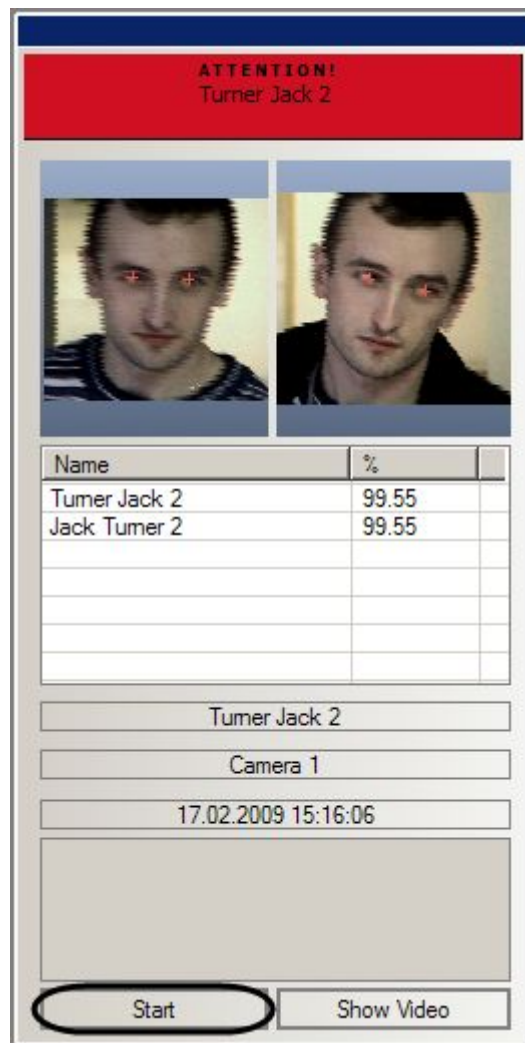 ATTENTION!
Turner Jack 2
Name %
Turner Jack 2 99.55
Jack Turner 2 99.55
Turner Jack 2
Camera 1
17.02.2009 15:16:06
Start Show Video